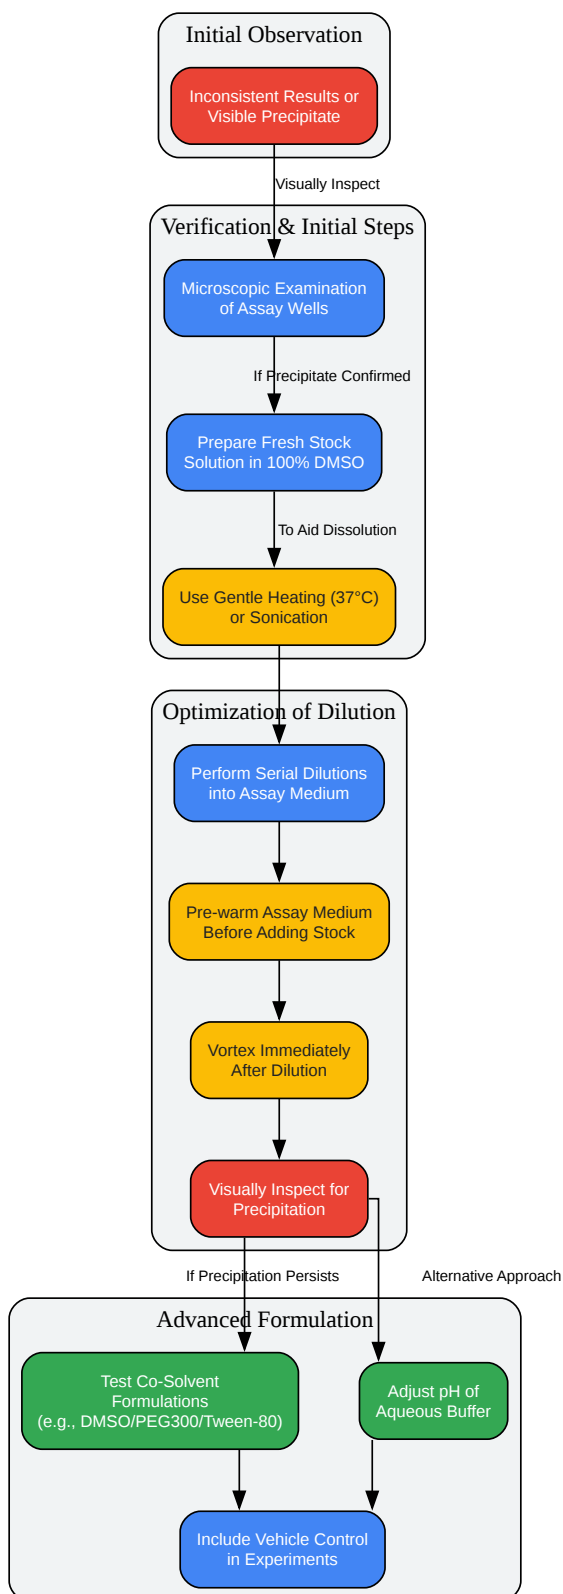 Initial Observation
Inconsistent Results or
Visible Precipitate
Visually Inspect
Verification & Initial Steps
Microscopic Examination
of Assay Wells
If Precipitate Confirmed
Prepare Fresh Stock
Solution in 100% DMSO
To Aid Dissolution
Use Gentle Heating (37°C)
or Sonication
Optimization of Dilution
Perform Serial Dilutions
into Assay Medium
Pre-warm Assay Medium
Before Adding Stock
Vortex Immediately
After Dilution
Visually Inspect for
Precipitation
If Precipitation Persists
Alternative Approach
Advanced Formulation
Test Co-Solvent
Formulations
(e.g., DMSO/PEG300/Tween-80)
Adjust pH of
Aqueous Buffer
Include Vehicle Control
in Experiments